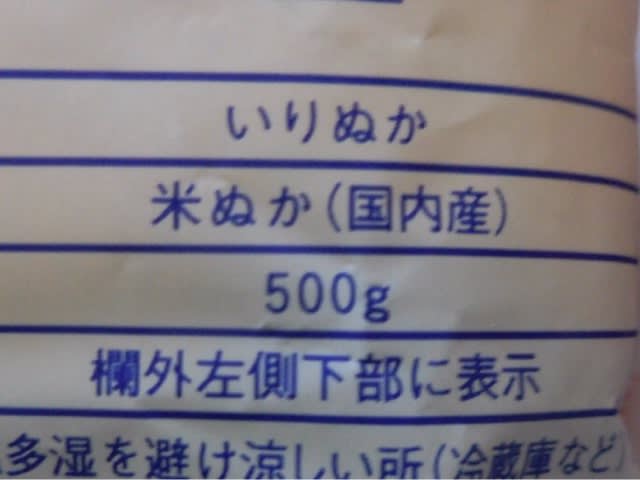 いりぬか
米ぬか(国内産)
500g
欄外左側下部に表示
多湿を避け涼しい所(冷蔵庫など)